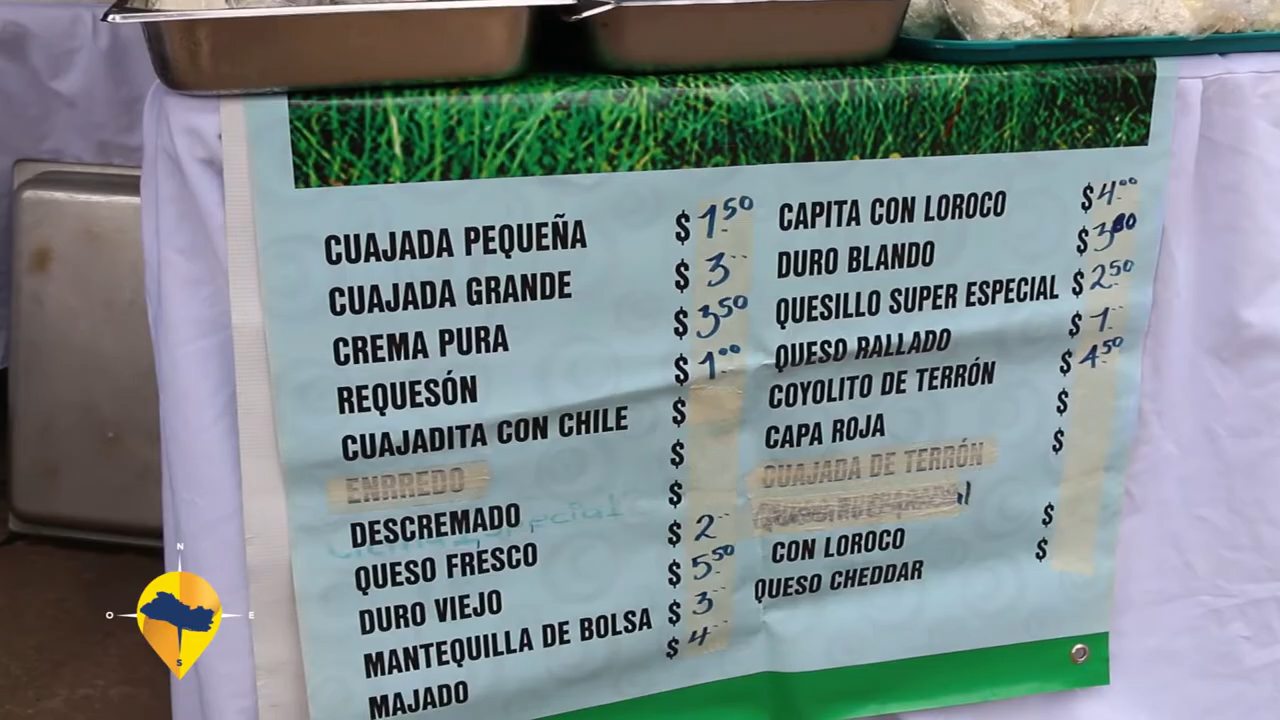 CUAJADA PEQUEÑA $ 1.50
CUAJADA GRANDE $ 3
CREMA PURA $ 3.50
REQUESÓN $ 1.00
CUAJADITA CON CHILE $
ENRREDO $
DESCREMADO $
QUESO FRESCO $ 2
DURO VIEJO $ 5.50
MANTEQUILLA DE BOLSA $ 3
MAJADO $ 4
CAPITA CON LOROCO $ 4.00
DURO BLANDO $
QUESILLO SUPER ESPECIAL $ 2.50
QUESO RALLADO $ 1
COYOLITO DE TERRÓN $ 4.50
CAPA ROJA $
CUAJADA DE TERRÓN $
CON LOROCO $
QUESO CHEDDAR $
N
O E
S